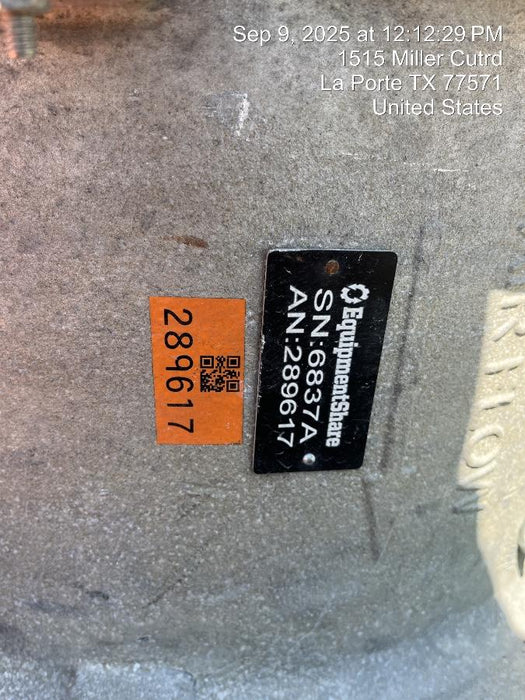 Sep 9, 2025 at 12:12:29 PM
1515 Miller Cutrd
La Porte TX 77571
United States
EquipmentShare
SN:6837A
AN:289617
289617